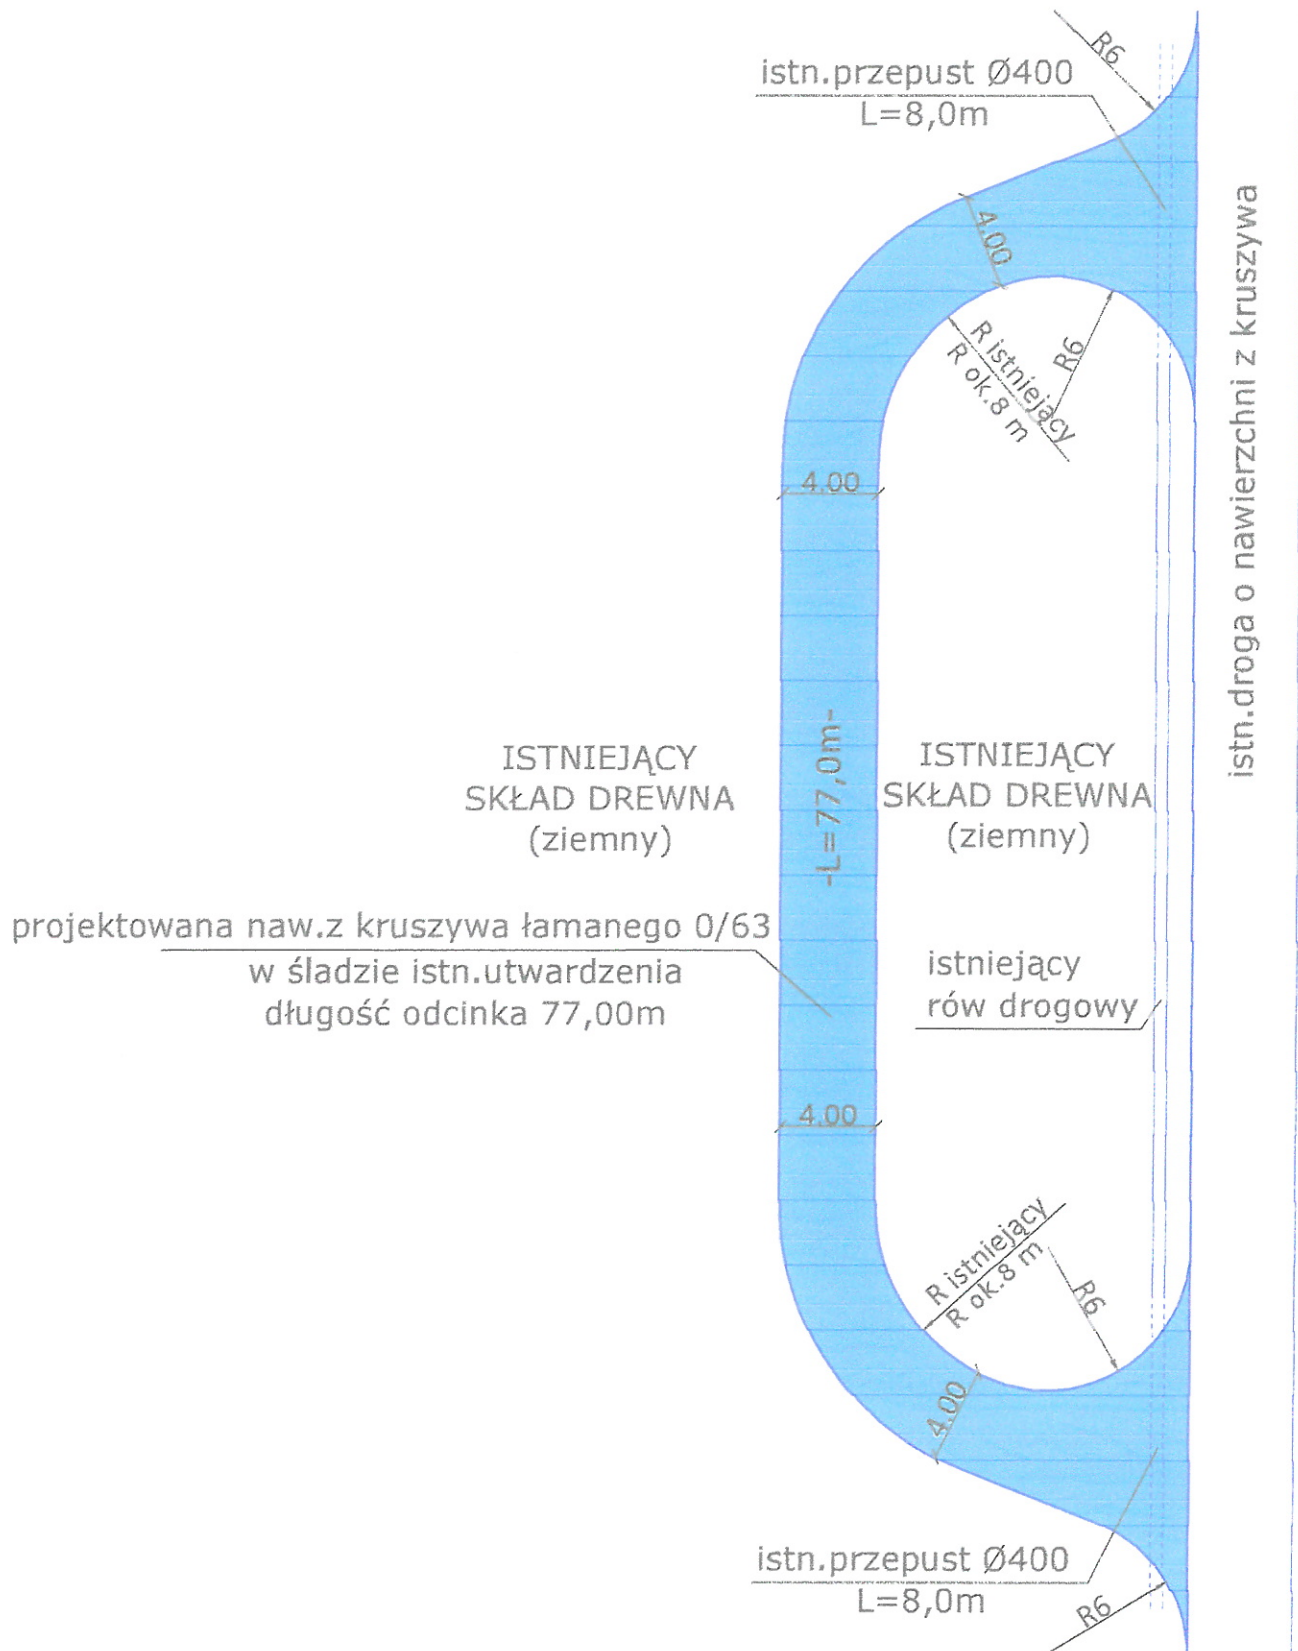 R6
istn.przepust Ø400
L=8,0m
4.00
R istniejący
R ok.8 m
R6
istn.droga o nawierzchni z kruszywa
4.00
-L=77,0m-
ISTNIEJĄCY
SKŁAD DREWNA
(ziemny)
ISTNIEJĄCY
SKŁAD DREWNA
(ziemny)
projektowana naw.z kruszywa łamanego 0/63
w śladzie istn.utwardzenia
długość odcinka 77,00m
istniejący
rów drogowy
4.00
R istniejący
R ok.8 m
R6
4.00
istn.przepust Ø400
L=8,0m
R6